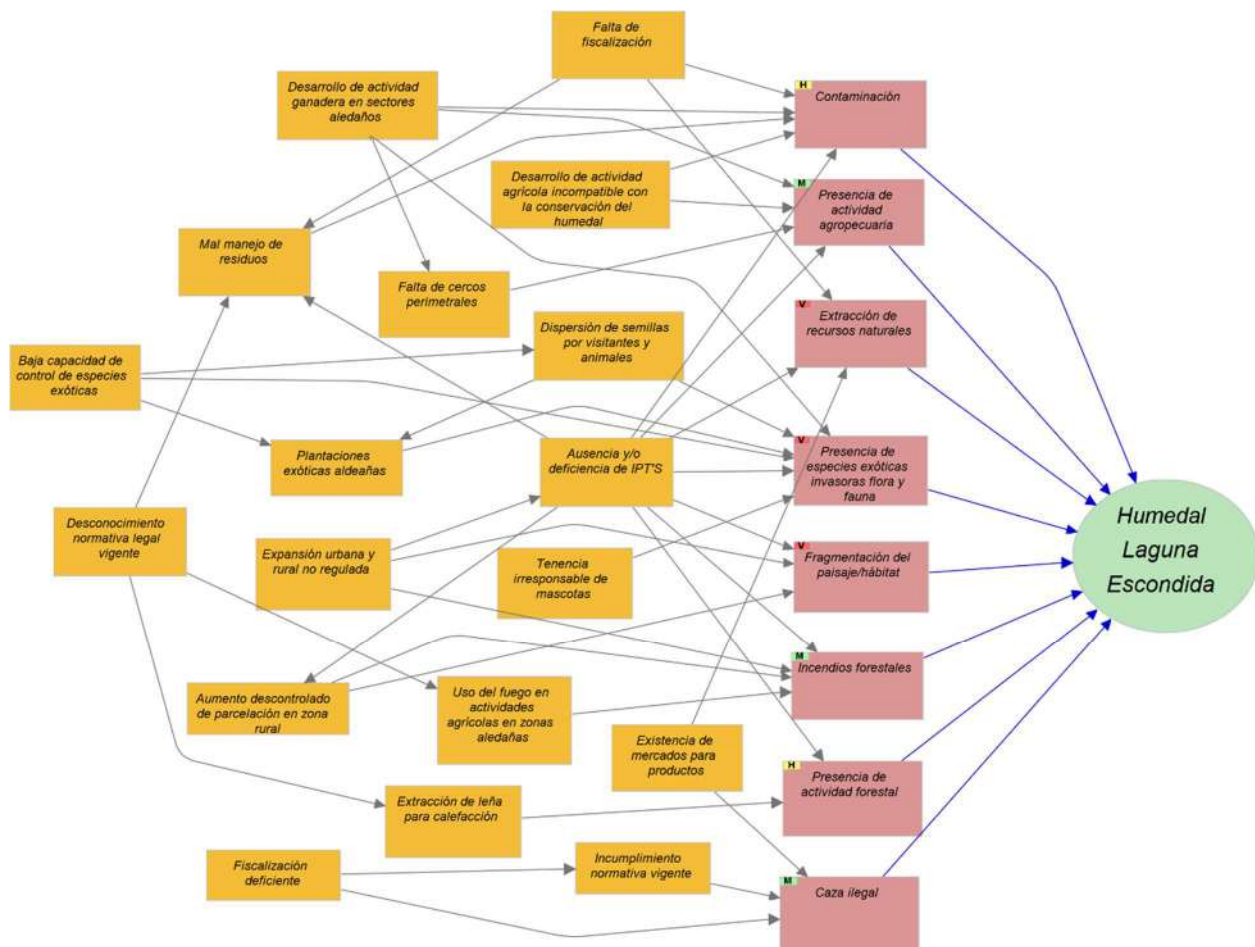 Falta de
fiscalización
Desarrollo de actividad
ganadera en sectores
aledaños
H
Contaminación
Desarrollo de actividad
agrícola incompatible con
la conservación del
humedal
M
Presencia de
actividad
agropecuaria
Mal manejo de
residuos
Falta de cercos
perimetrales
V
Extracción de
recursos naturales
Dispersión de semillas
por visitantes y
animales
Baja capacidad de
control de especies
exóticas
Plantaciones
exóticas aldeañas
Ausencia y/o
deficiencia de IPT'S
V
Presencia de
especies exóticas
invasoras flora y
fauna
Humedal
Laguna
Escondida
Desconocimiento
normativa legal
vigente
Expansión urbana y
rural no regulada
Tenencia
irresponsable de
mascotas
V
Fragmentación del
paisaje/hábitat
M
Incendios forestales
Aumento descontrolado
de parcelación en zona
rural
Uso del fuego en
actividades
agrícolas en zonas
aledañas
Existencia de
mercados para
productos
H
Presencia de
actividad forestal
Extracción de leña
para calefacción
Fiscalización
deficiente
Incumplimiento
normativa vigente
M
Caza ilegal